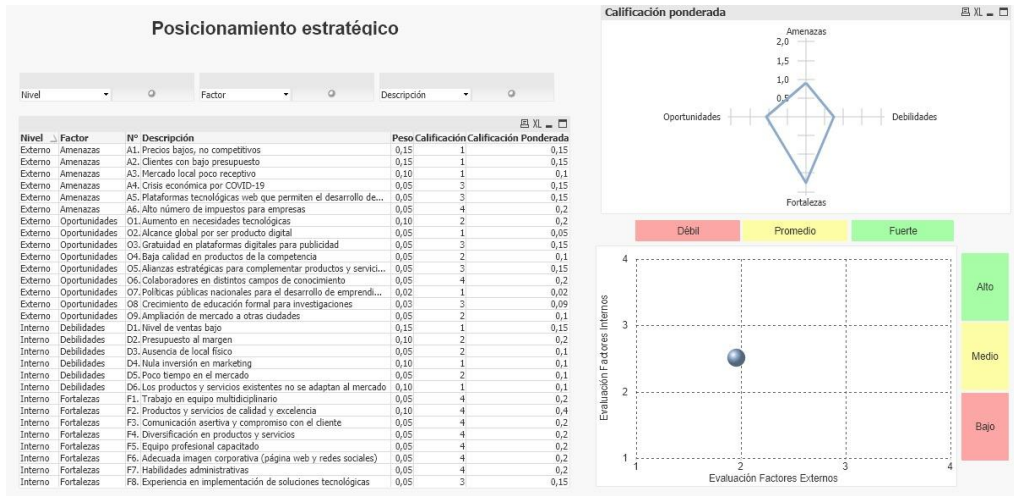 Posicionamiento estratégico
Nivel Factor Descripción
XL
Nivel Factor Nº Descripción Peso Calificación Calificación Ponderada
Externo Amenazas A1. Precios bajos, no competitivos 0,15 1 0,15
Externo Amenazas A2. Clientes con bajo presupuesto 0,15 1 0,15
Externo Amenazas A3. Mercado local poco receptivo 0,10 1 0,1
Externo Amenazas A4. Crisis económica por COVID-19 0,05 3 0,15
Externo Amenazas A5. Plataformas tecnológicas web que permiten el desarrollo de... 0,05 3 0,15
Externo Amenazas A6. Alto número de impuestos para empresas 0,05 4 0,2
Externo Oportunidades O1. Aumento en necesidades tecnológicas 0,10 2 0,2
Externo Oportunidades O2. Alcance global por ser producto digital 0,05 1 0,05
Externo Oportunidades O3. Gratuidad en plataformas digitales para publicidad 0,05 3 0,15
Externo Oportunidades O4. Baja calidad en productos de la competencia 0,05 2 0,1
Externo Oportunidades O5. Alianzas estratégicas para complementar productos y servici... 0,05 3 0,15
Externo Oportunidades O6. Colaboradores en distintos campos de conocimiento 0,05 4 0,2
Externo Oportunidades O7. Políticas públicas nacionales para el desarrollo de emprendi... 0,02 1 0,02
Externo Oportunidades O8 Crecimiento de educación formal para investigaciones 0,03 3 0,09
Externo Oportunidades O9. Ampliación de mercado a otras ciudades 0,05 2 0,1
Interno Debilidades D1. Nivel de ventas bajo 0,15 1 0,15
Interno Debilidades D2. Presupuesto al margen 0,10 2 0,2
Interno Debilidades D3. Ausencia de local físico 0,05 2 0,1
Interno Debilidades D4. Nula inversión en marketing 0,10 1 0,1
Interno Debilidades D5. Poco tiempo en el mercado 0,05 2 0,1
Interno Debilidades D6. Los productos y servicios existentes no se adaptan al mercado 0,10 1 0,1
Interno Fortalezas F1. Trabajo en equipo multidiciplinario 0,05 4 0,2
Interno Fortalezas F2. Productos y servicios de calidad y excelencia 0,10 4 0,4
Interno Fortalezas F3. Comunicación asertiva y compromiso con el cliente 0,05 4 0,2
Interno Fortalezas F4. Diversificación en productos y servicios 0,05 4 0,2
Interno Fortalezas F5. Equipo profesional capacitado 0,05 4 0,2
Interno Fortalezas F6. Adecuada imagen corporativa (página web y redes sociales) 0,05 4 0,2
Interno Fortalezas F7. Habilidades administrativas 0,05 4 0,2
Interno Fortalezas F8. Experiencia en implementación de soluciones tecnológicas 0,05 3 0,15
Calificación ponderada XL
Amenazas
2,0
1,5
1,0
0,5
Oportunidades Debilidades
Fortalezas
Débil Promedio Fuerte
Evaluación Factores Internos
4
3
2
1
1 2 3 4
Evaluación Factores Externos
Alto
Medio
Bajo